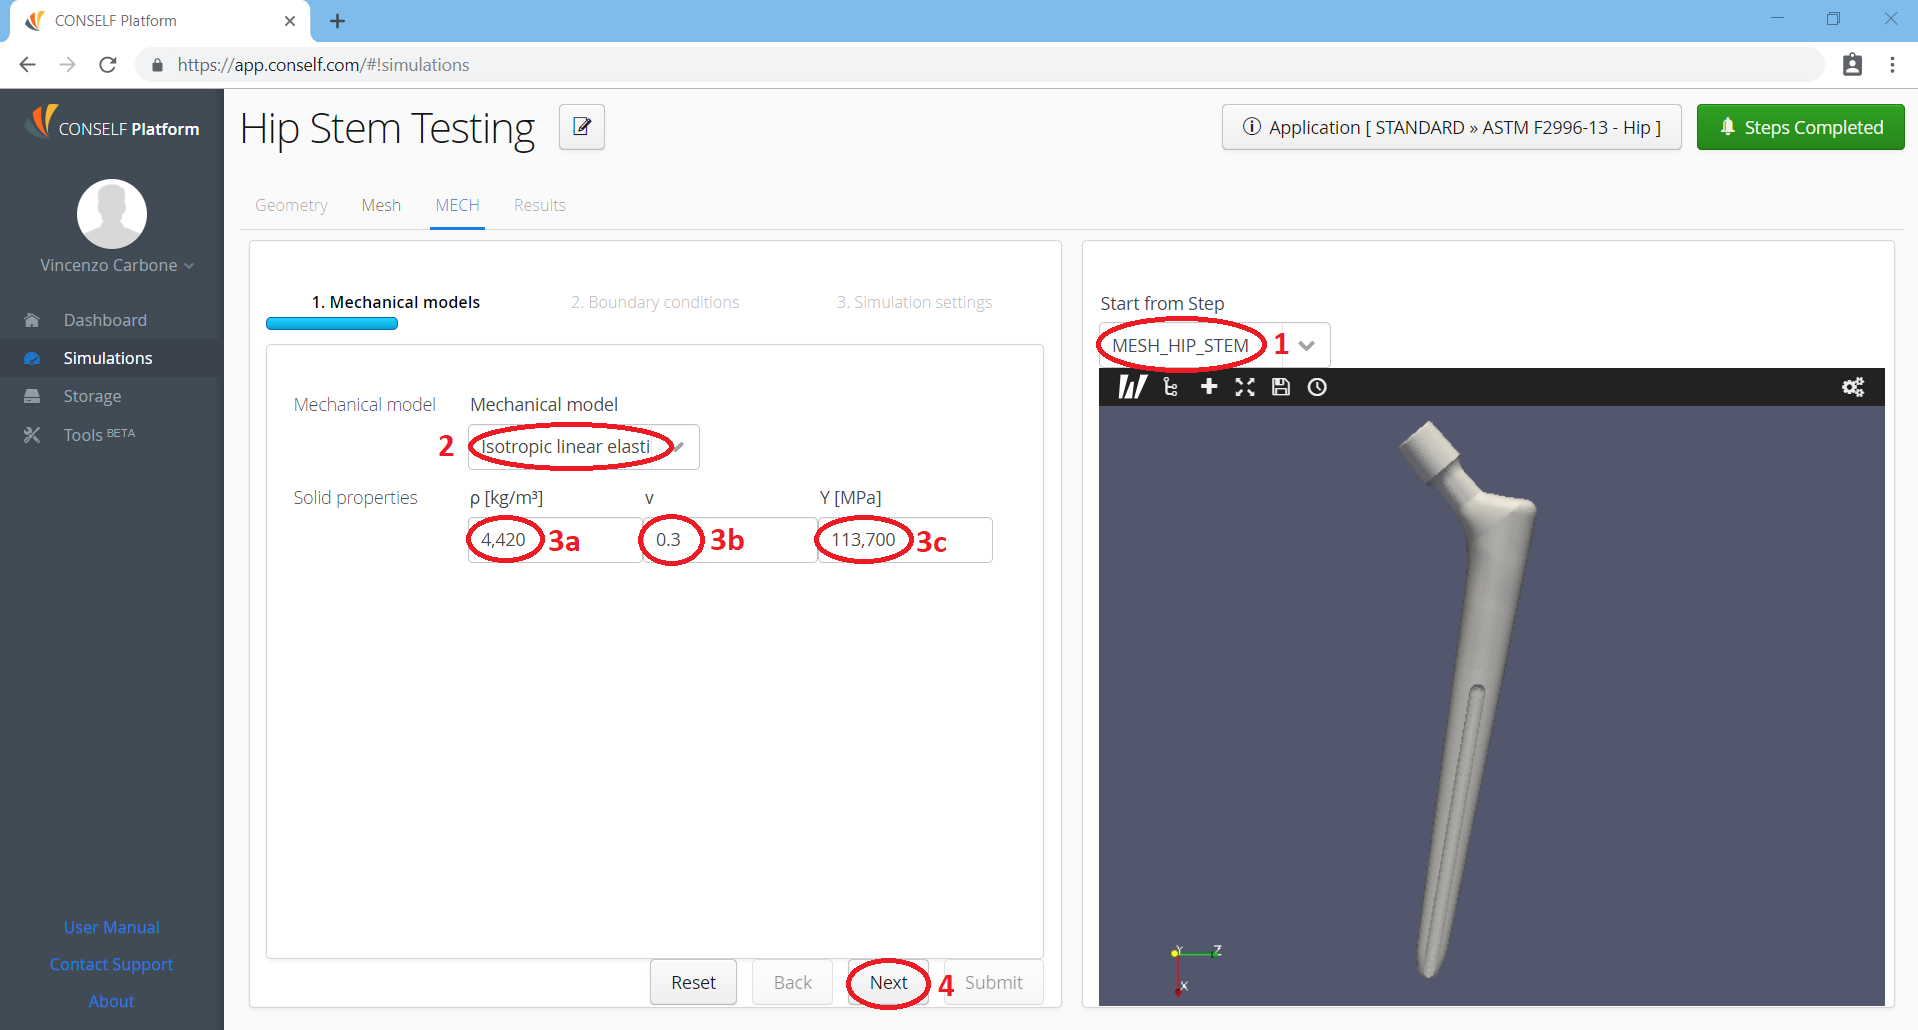 CONSELF Platform
https://app.conself.com/#!simulations
CONSELF Platform
Vincenzo Carbone
Dashboard
Simulations
Storage
Tools BETA
User Manual
Contact Support
About
Hip Stem Testing
Application [ STANDARD » ASTM F2996-13 - Hip ]
Steps Completed
Geometry Mesh MECH Results
1. Mechanical models 2. Boundary conditions 3. Simulation settings
Mechanical model Mechanical model
2 Isotropic linear elasti
Solid properties ρ [kg/m³] ν Y [MPa]
4,420 3a 0.3 3b 113,700 3c
Reset Back Next 4 Submit
Start from Step
MESH_HIP_STEM 1
Y Z
X